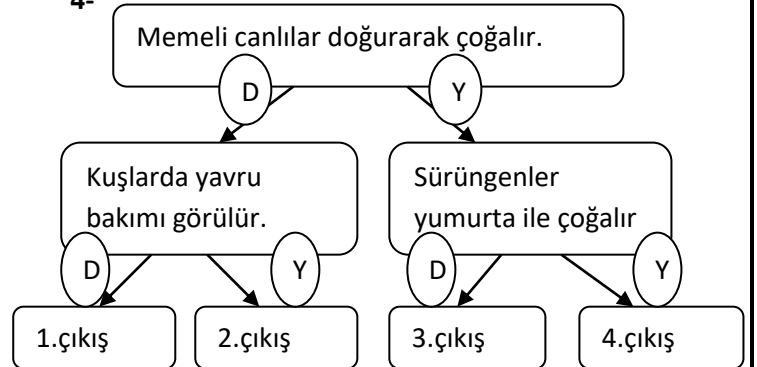 4-
Memeli canlılar doğurarak çoğalır.
D
Y
Kuşlarda yavru
bakımı görülür.
Sürüngenler
yumurta ile çoğalır
D
Y
D
Y
1.çıkış
2.çıkış
3.çıkış
4.çıkış